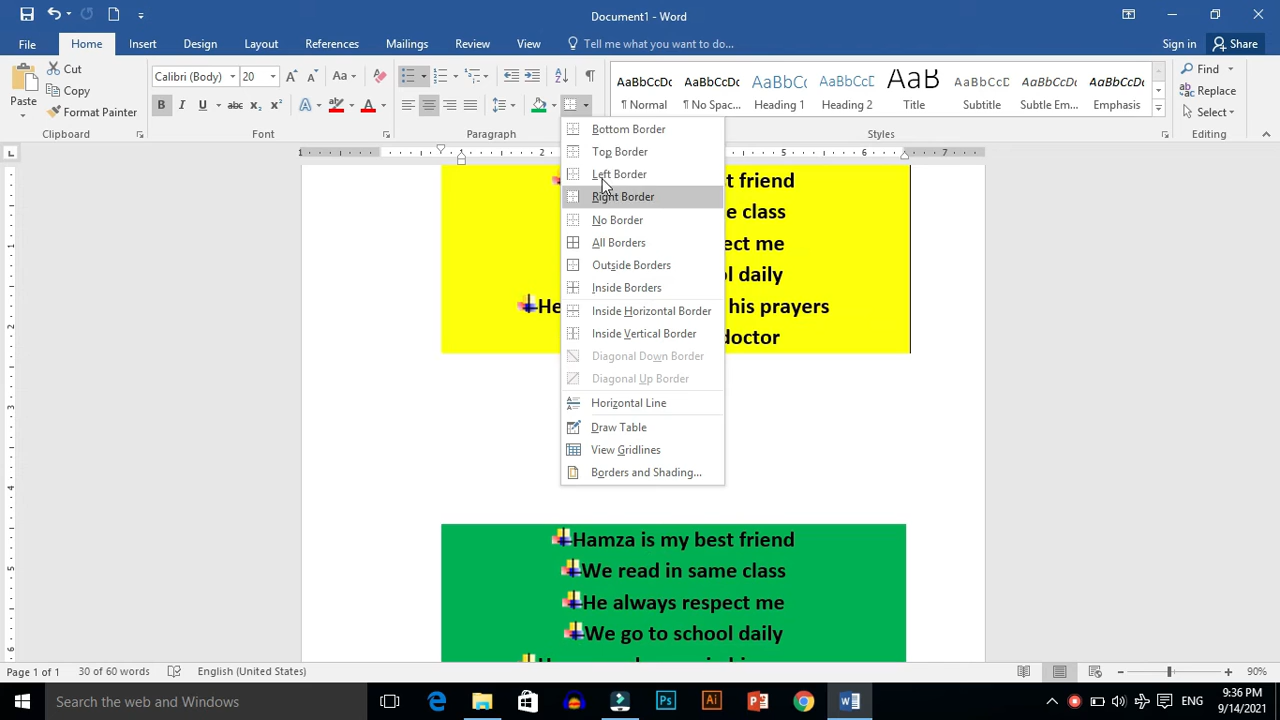 Document1 - Word
File Home Insert Design Layout References Mailings Review View Tell me what you want to do... Sign in Share
Paste Cut Copy Format Painter
Clipboard
Calibri (Body) 20
Font
Paragraph
AaBbCcDc AaBbCcDc AaBbCc AaBbCcD AaB AaBbCcD AaBbCcDc AaBbCcDc
¶ Normal ¶ No Spac... Heading Heading 2 Title Subtitle Subtle Em... Emphasis
Styles
Find
Replace
Select
Editing
Bottom Border
Top Border
Left Border
Right Border
No Border
All Borders
Outside Borders
Inside Borders
Inside Horizontal Border
Inside Vertical Border
Diagonal Down Border
Diagonal Up Border
Horizontal Line
Draw Table
View Gridlines
Borders and Shading...
friend
class
me
daily
He his prayers
doctor
Hamza is my best friend
We read in same class
He always respect me
We go to school daily
Page 1 of 1 30 of 60 words English (United States) 90%
Search the web and Windows
ENG
9:36 PM
9/14/2021